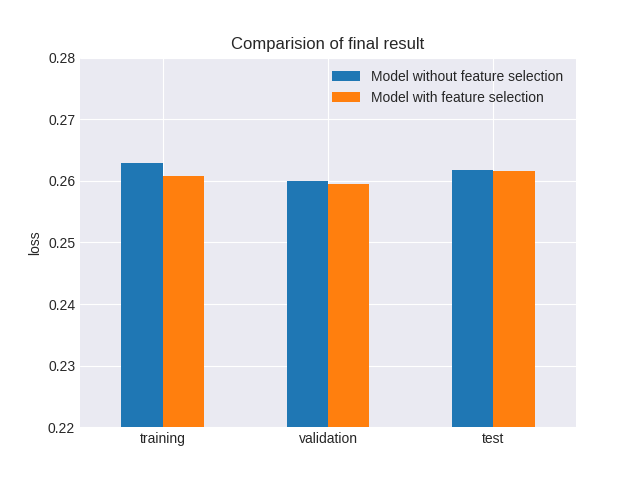 Comparision of final result
Model without feature selection
Model with feature selection
0.28
0.27
0.26
0.25
0.24
0.23
0.22
loss
training
validation
test